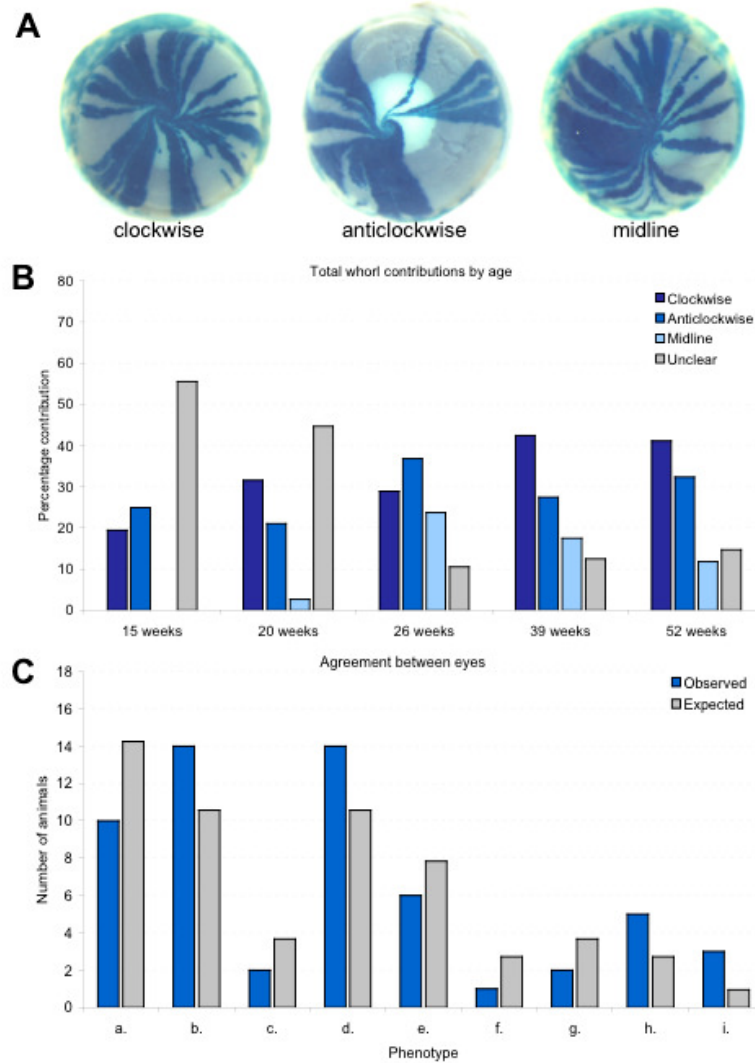 A
clockwise anticlockwise midline
B
Total whorl contributions by age
Clockwise
Anticlockwise
Midline
Unclear
Percentage contribution
80
70
60
50
40
30
20
10
0
15 weeks 20 weeks 26 weeks 39 weeks 52 weeks
C
Agreement between eyes
Observed
Expected
Number of animals
18
16
14
12
10
8
6
4
2
0
a. b. c. d. e. f. g. h. i.
Phenotype